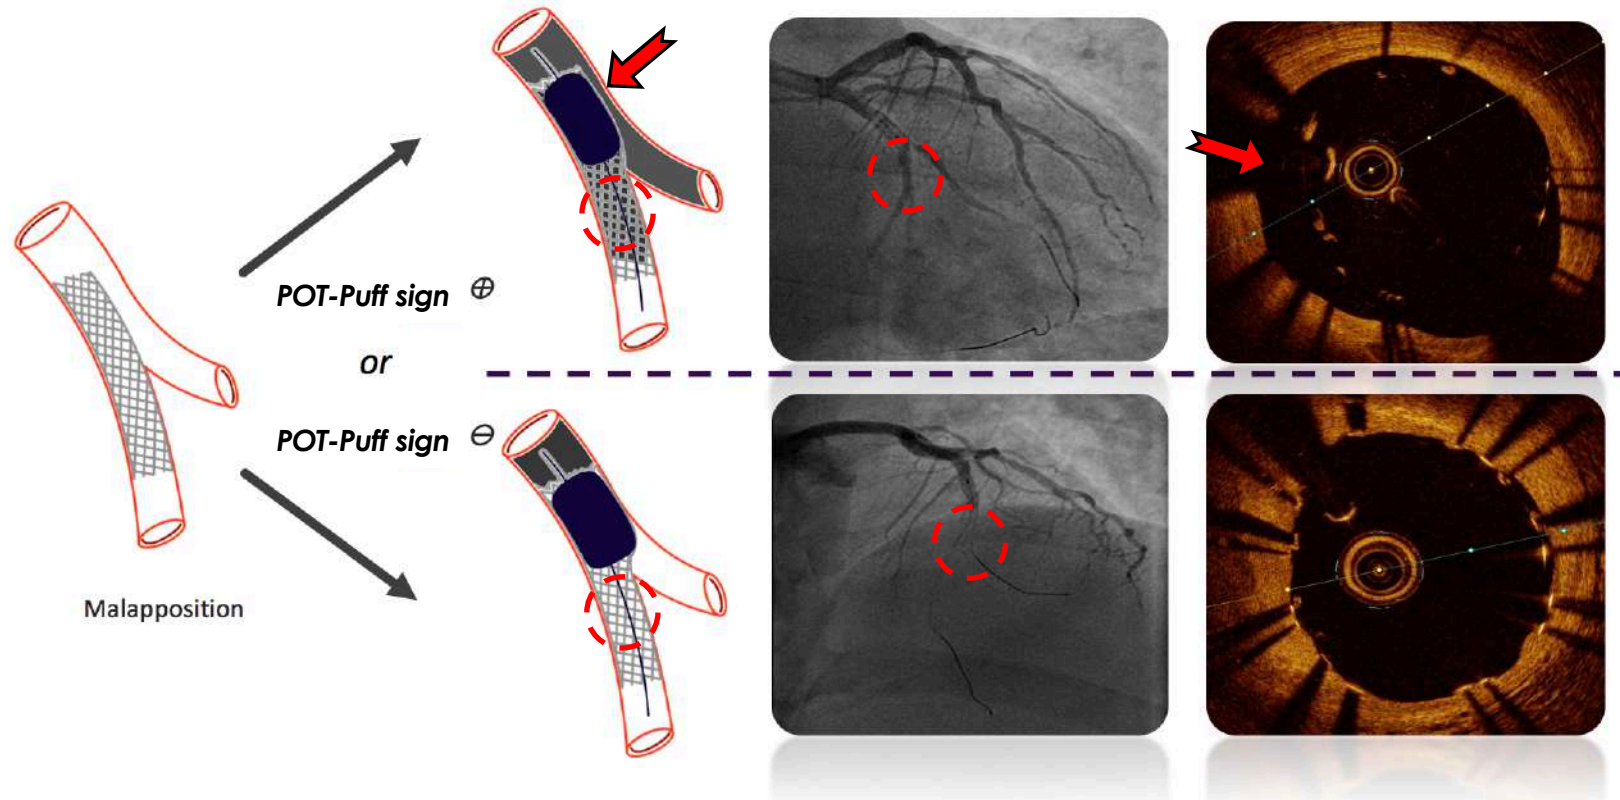 POT-Puff sign ⊕
or
POT-Puff sign ⊖
Malapposition